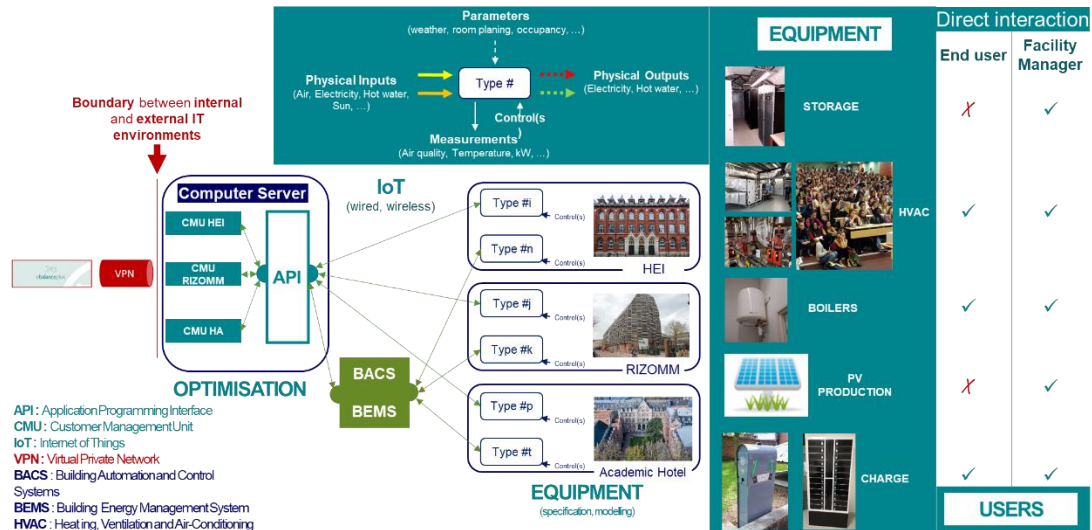 Parameters
(weather, room planing, occupancy, ...)
Physical Inputs
(Air, Electricity, Hot water,
Sun, ...)
Type #
Physical Outputs
(Electricity, Hot water, ...)
Control(s
)
Measurements
(Air quality, Temperature, kW, ...)
Boundary between internal
and external IT
environments
VPN
Computer Server
CMU HEI
CMU
RIZOMM
CMU HA
API
OPTIMISATION
IoT
(wired, wireless)
BACS
BEMS
Type #i
Control(s)
Type #n
Control(s)
HEI
Type #j
Control(s)
Type #k
Control(s)
RIZOMM
Type #p
Control(s)
Type #t
Control(s)
Academic Hotel
EQUIPMENT
(specification, modelling)
API : Application Programming Interface
CMU : Customer Management Unit
IoT : Internet of Things
VPN : Virtual Private Network
BACS : Building Automation and Control
Systems
BEMS : Building Energy Management System
HVAC : Heating, Ventilation and Air-Conditioning
EQUIPMENT
STORAGE
HVAC
BOILERS
PV
PRODUCTION
CHARGE
Direct interaction
End user
Facility
Manager
✗ ✓
✓ ✓
✓ ✓
✗ ✓
✓ ✓
USERS